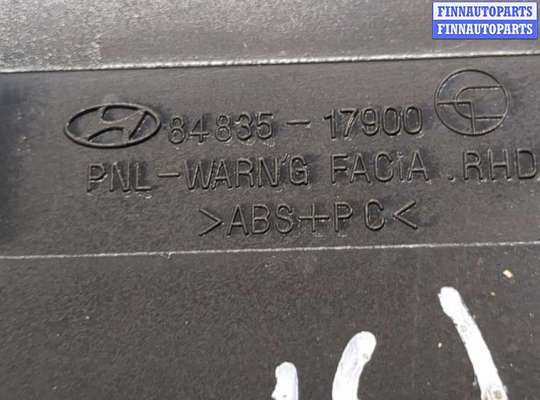 FINNAUTOPARTS
FINNAUTOPARTS
84835-17900
PNL-WARN'G FACiA .RHD
>ABS+PC<